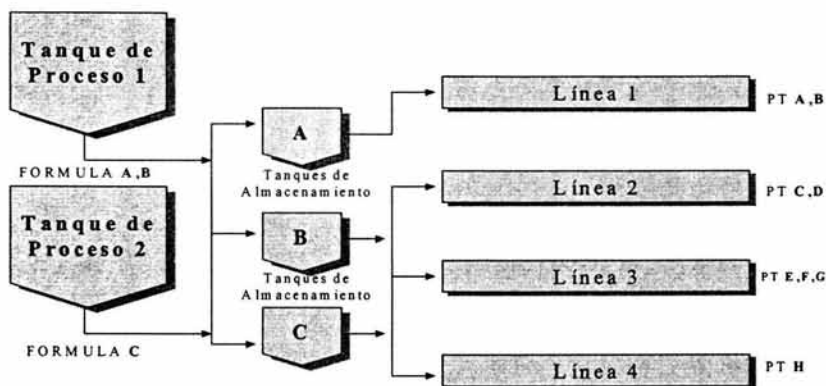 Tanque de
Proceso 1
FORMULA A,B
Tanque de
Proceso 2
FORMULA C
A
Tanques de
Almacenamiento
B
Tanques de
Almacenamiento
C
Línea 1
PT A,B
Línea 2
PT C,D
Línea 3
PT E,F,G
Línea 4
PT H